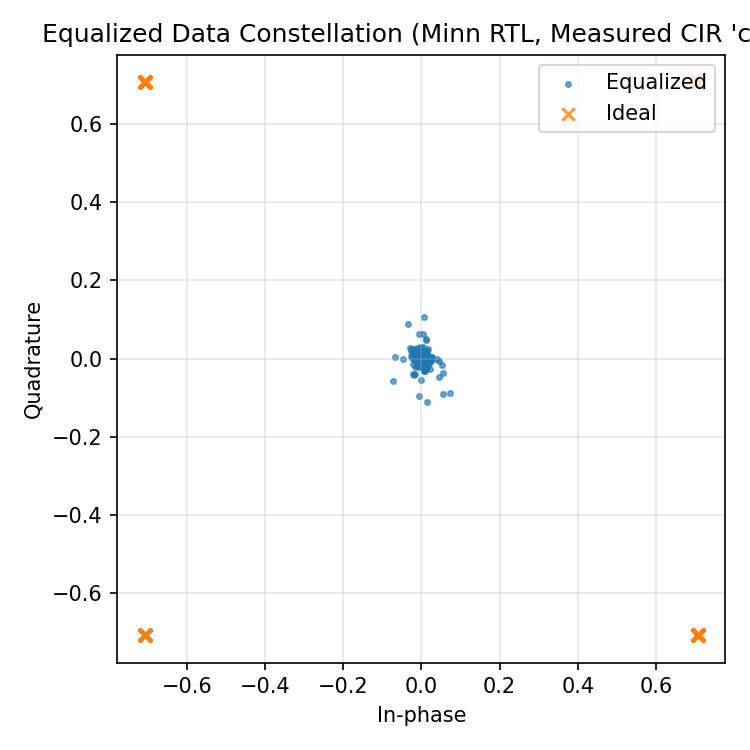 Equalized Data Constellation (Minn RTL, Measured CIR 'c
Equalized
Ideal
Quadrature
0.6
0.4
0.2
0.0
−0.2
−0.4
−0.6
−0.6 −0.4 −0.2 0.0 0.2 0.4 0.6
In-phase